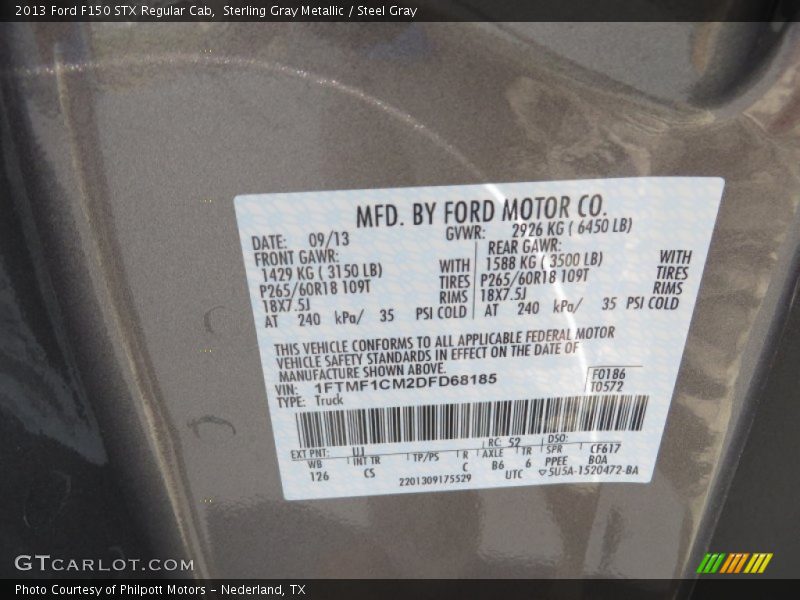 2013 Ford F150 STX Regular Cab,  Sterling Gray Metallic / Steel Gray
MFD. BY FORD MOTOR CO.
DATE: 09/13
GVWR: 2926 KG ( 6450 LB)
FRONT GAWR:
1429 KG ( 3150 LB)
P265/60R18 109T
18X7.5J
WITH
TIRES
RIMS
AT 240 kPa/ 35 PSI COLD
REAR GAWR:
1588 KG ( 3500 LB)
P265/60R18 109T
18X7.5J
WITH
TIRES
RIMS
AT 240 kPa/ 35 PSI COLD
THIS VEHICLE CONFORMS TO ALL APPLICABLE FEDERAL MOTOR
VEHICLE SAFETY STANDARDS IN EFFECT ON THE DATE OF
MANUFACTURE SHOWN ABOVE.
VIN: 1FTMF1CM2DFD68185
TYPE: Truck
F0186
T0572
EXT PNT: UJ RC: 52 DSO:
WB INT TR TP/PS R AXLE TR SPR CF617
126 CS C B6 6 PPEE BOA
2201309175529 UTC ▽5U5A-1520472-BA
GTCARLOT.COM
Photo Courtesy of Philpott Motors – Nederland, TX